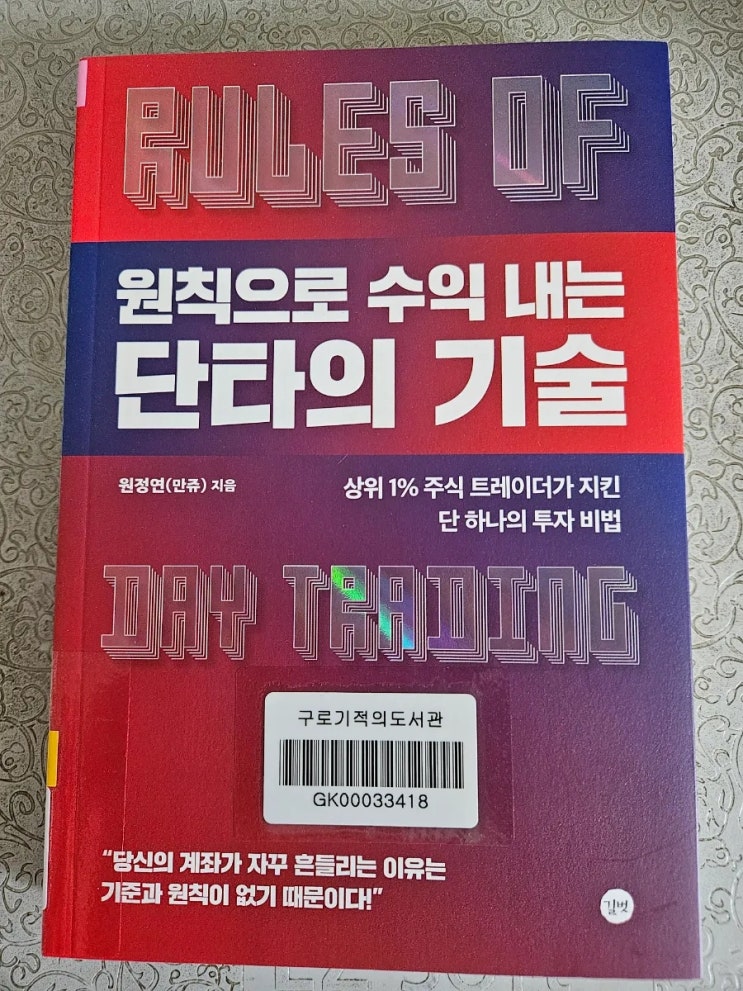 RULES OF
원칙으로 수익 내는
단타의 기술
원정연(만쥬) 지음
상위 1% 주식 트레이더가 지킨
단 하나의 투자 비법
DAY TRADING
구로기적의도서관
GK00033418
“당신의 계좌가 자꾸 흔들리는 이유는
기준과 원칙이 없기 때문이다!”
길벗